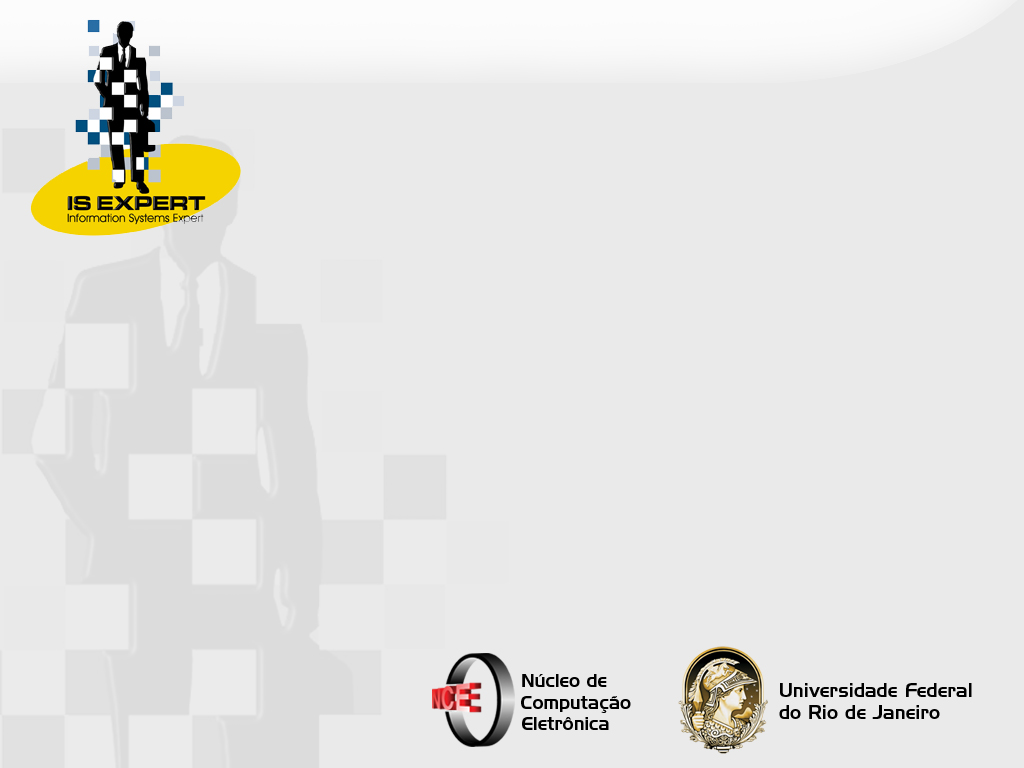 IS EXPERT
Information Systems Expert
NCE
Núcleo de
Computação
Eletrônica
Universidade Federal
do Rio de Janeiro